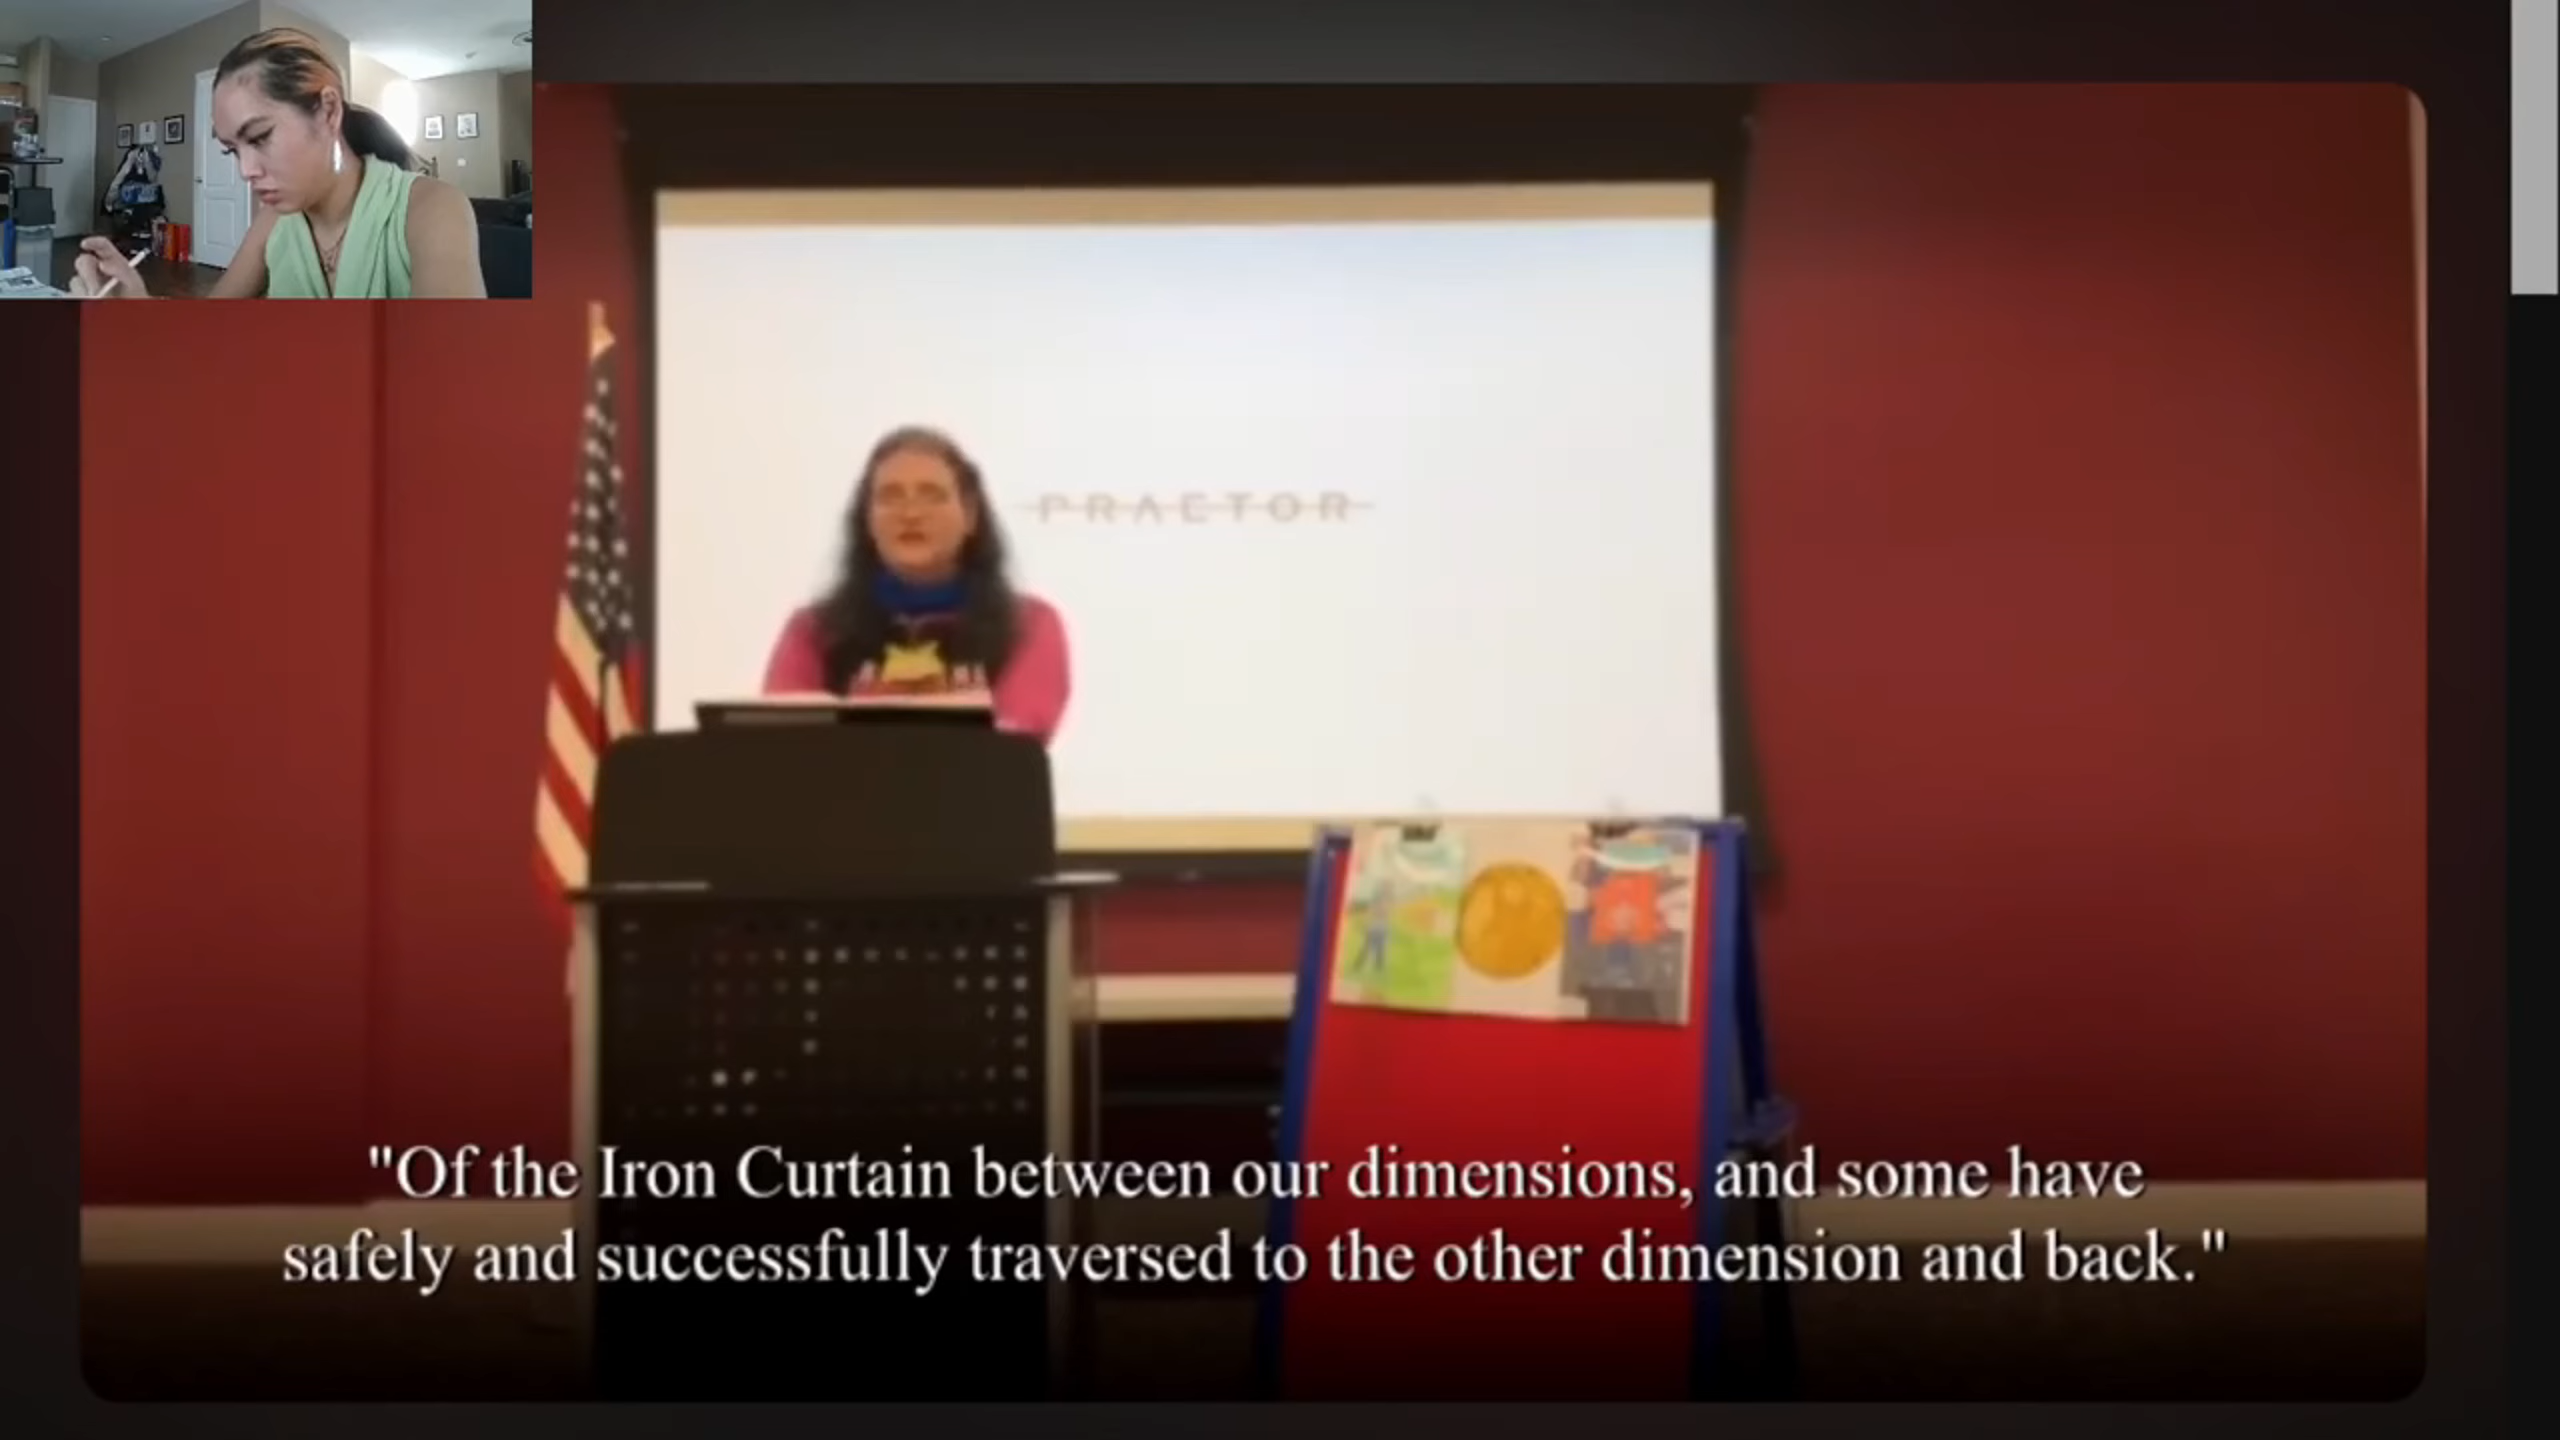 PRAETOR
"Of the Iron Curtain between our dimensions, and some have
safely and successfully traversed to the other dimension and back."